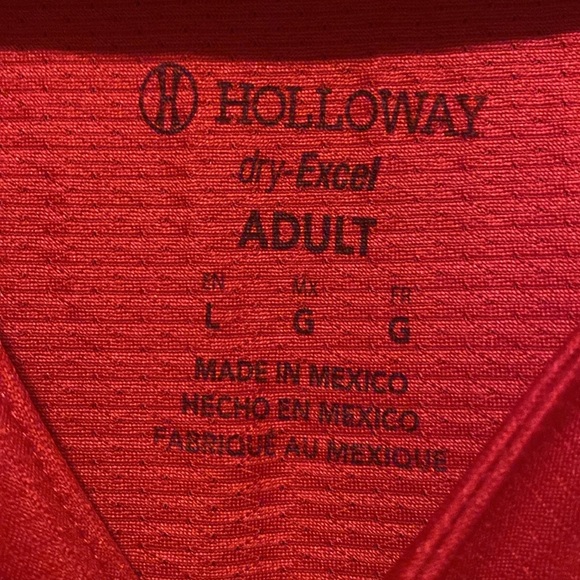 H HOLLOWAY
dry-Excel
ADULT
EN MX FR
L G G
MADE IN MEXICO
HECHO EN MEXICO
FABRIQUÉ AU MEXIQUE